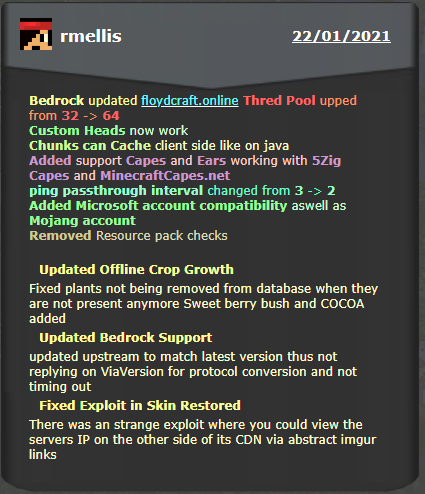 rmellis 22/01/2021
Bedrock updated floydcraft.online Thred Pool upped
from 32 -> 64
Custom Heads now work
Chunks can Cache client side like on java
Added support Capes and Ears working with 5Zig
Capes and MinecraftCapes.net
ping passthrough interval changed from 3 -> 2
Added Microsoft account compatibility aswell as
Mojang account
Removed Resource pack checks
Updated Offline Crop Growth
Fixed plants not being removed from database when they
are not present anymore Sweet berry bush and COCOA
added
Updated Bedrock Support
updated upstream to match latest version thus not
replying on ViaVersion for protocol conversion and not
timing out
Fixed Exploit in Skin Restored
There was an strange exploit where you could view the
servers IP on the other side of its CDN via abstract imgur
links